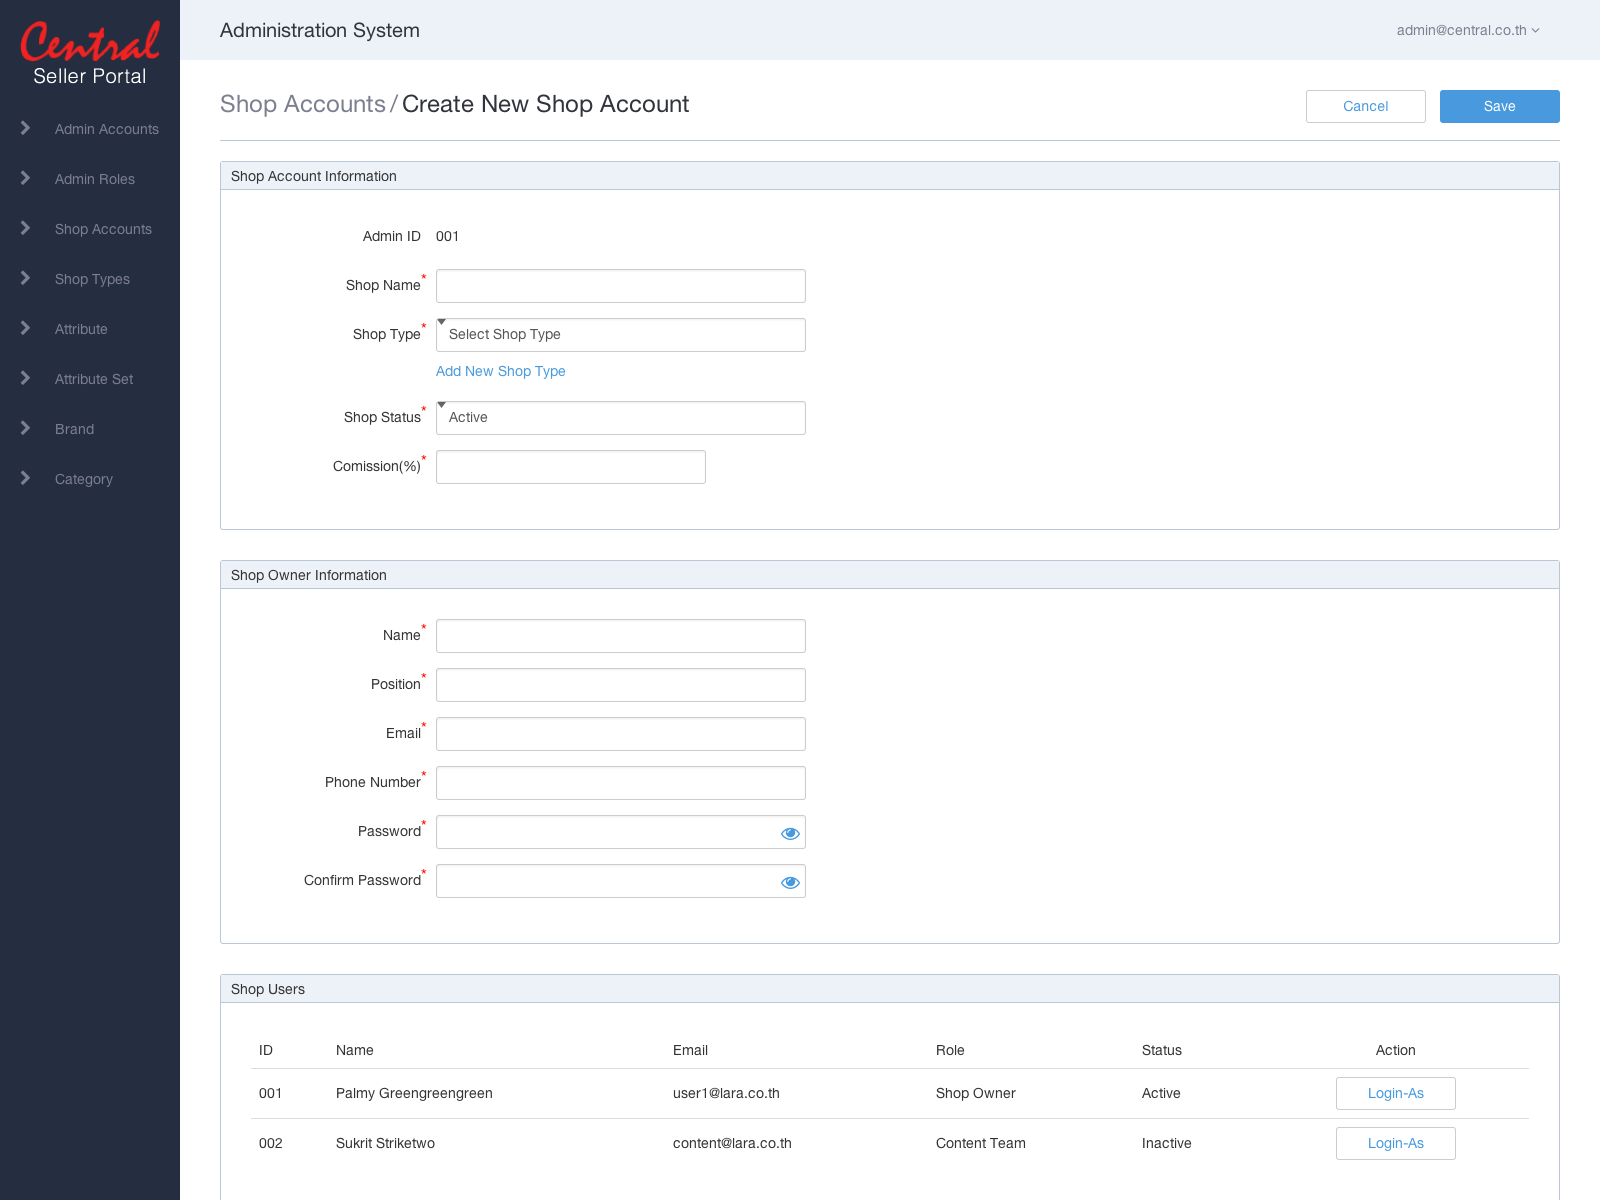 Central
Seller Portal
Admin Accounts
Admin Roles
Shop Accounts
Shop Types
Attribute
Attribute Set
Brand
Category
Administration System
admin@central.co.th
Shop Accounts / Create New Shop Account
Cancel
Save
Shop Account Information
Admin ID 001
Shop Name*
Shop Type* Select Shop Type
Add New Shop Type
Shop Status* Active
Comission(%)*
Shop Owner Information
Name*
Position*
Email*
Phone Number*
Password*
Confirm Password*
Shop Users
ID Name Email Role Status Action
001 Palmy Greengreengreen user1@lara.co.th Shop Owner Active Login-As
002 Sukrit Striketwo content@lara.co.th Content Team Inactive Login-As